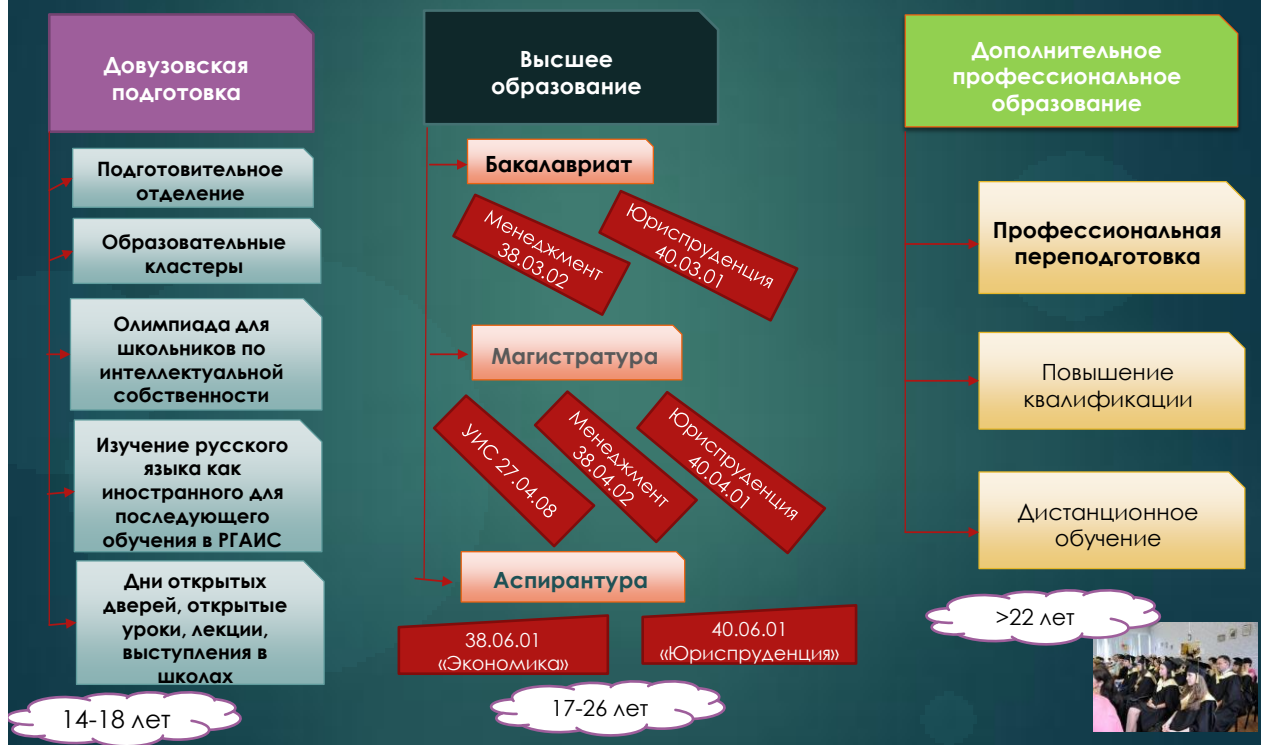 Довузовская
подготовка
Подготовительное
отделение
Образовательные
кластеры
Олимпиада для
школьников по
интеллектуальной
собственности
Изучение русского
языка как
иностранного для
последующего
обучения в РГАИС
Дни открытых
дверей, открытые
уроки, лекции,
выступления в
школах
14-18 лет
Высшее
образование
Бакалавриат
Менеджмент
38.03.02
Юриспруденция
40.03.01
Магистратура
УИС 27.04.08
Менеджмент
38.04.02
Юриспруденция
40.04.01
Аспирантура
38.06.01
«Экономика»
40.06.01
«Юриспруденция»
17-26 лет
Дополнительное
профессиональное
образование
Профессиональная
переподготовка
Повышение
квалификации
Дистанционное
обучение
>22 лет